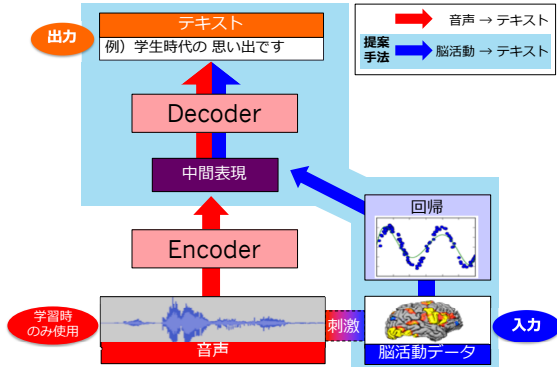 出力
テキスト
例）学生時代の 思い出です
音声 → テキスト
提案
手法
脳活動 → テキスト
Decoder
中間表現
回帰
Encoder
学習時
のみ使用
刺激
入力
音声
脳活動データ